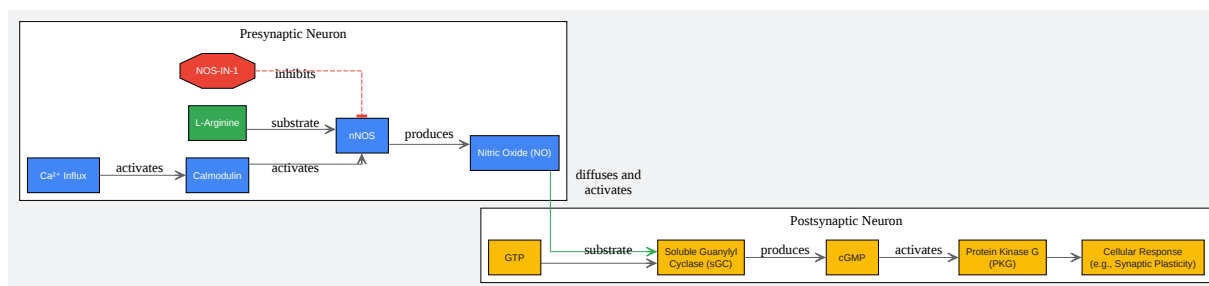 Presynaptic Neuron
NOS-IN-1
inhibits
L-Arginine
substrate
nNOS
produces
Nitric Oxide (NO)
Ca²⁺ Influx
activates
Calmodulin
activates
diffuses and
activates
Postsynaptic Neuron
GTP
substrate
Soluble Guanylyl
Cyclase (sGC)
produces
cGMP
activates
Protein Kinase G
(PKG)
Cellular Response
(e.g., Synaptic Plasticity)